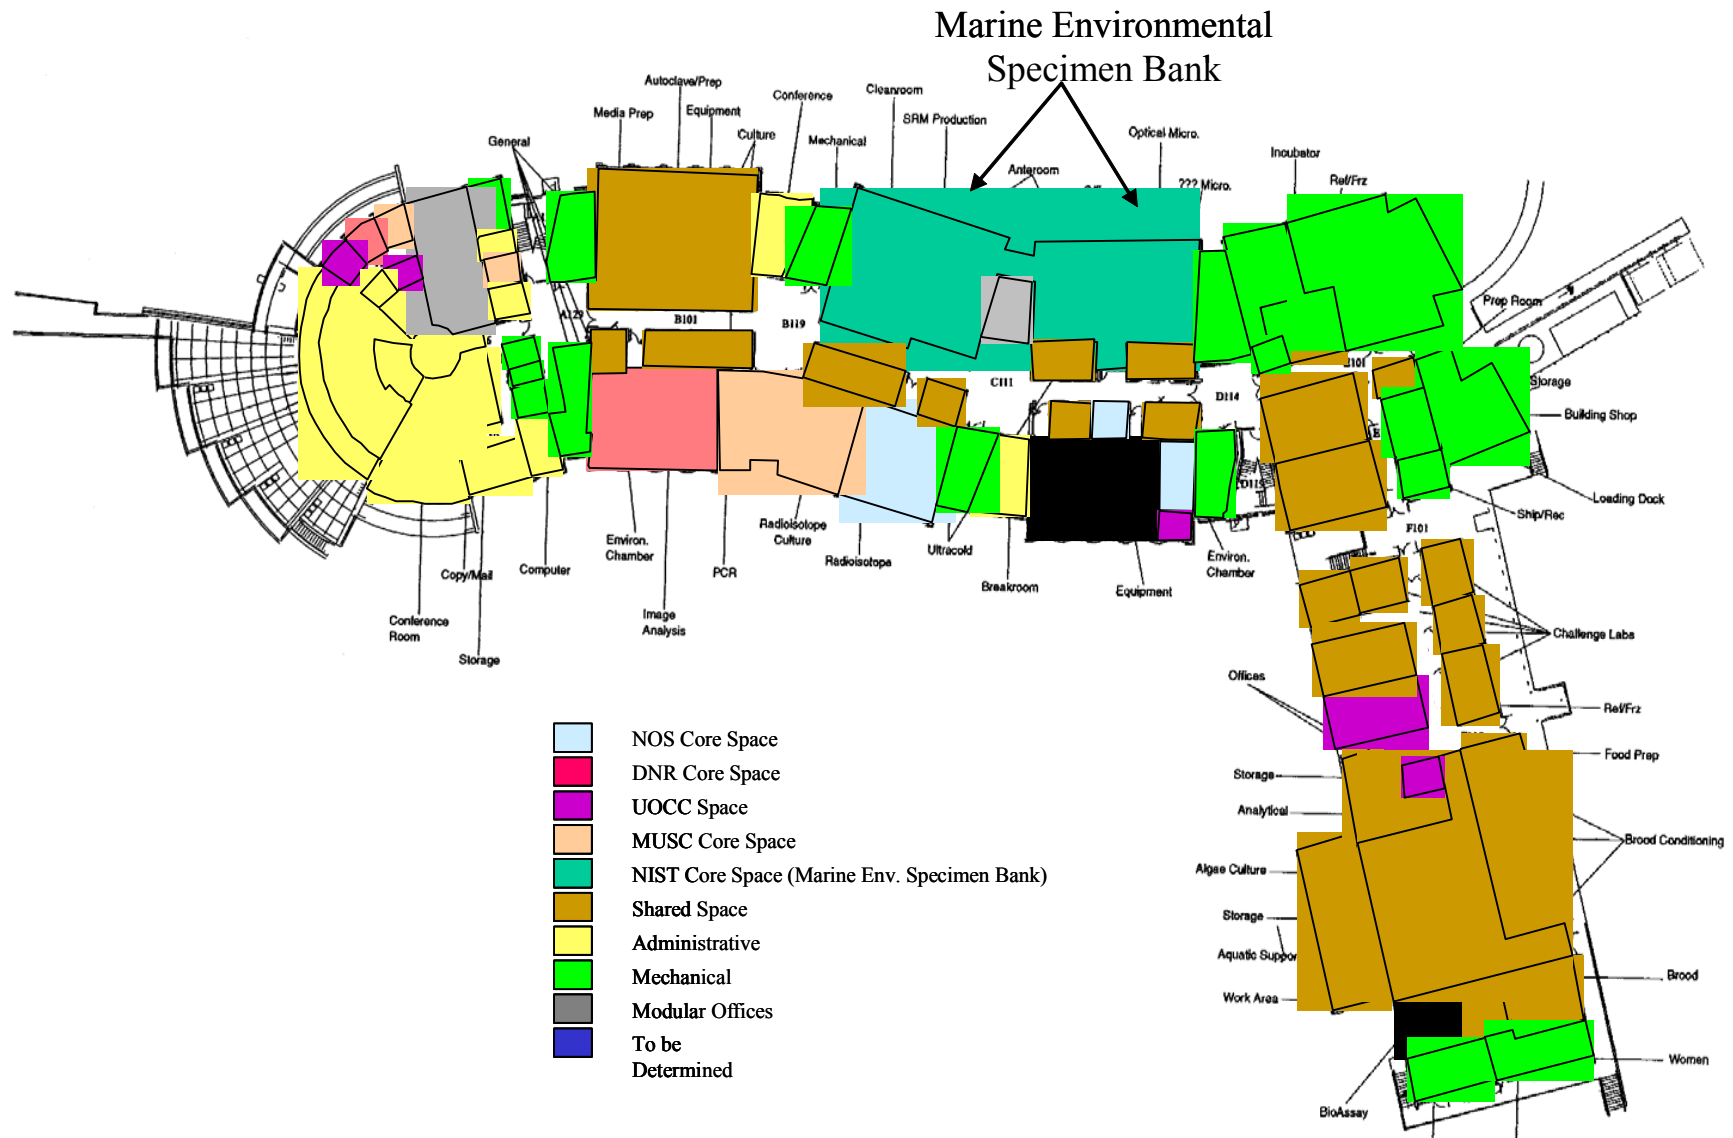 Marine Environmental
Specimen Bank
Autoclave/Prep
Media Prep
Equipment
Culture
Conference
Cleanroom
SRM Production
Mechanical
General
Anteroom
Optical Micro.
??? Micro.
Incubator
Ref/Frz
Prep Room
A129
B101
B119
C111
D114
E101
D115
F101
Storage
Building Shop
Loading Dock
Ship/Rec
Environ.
Chamber
Copy/Mail
Computer
Conference
Room
Storage
Image
Analysis
PCR
Radioisotope
Culture
Radioisotope
Ultracold
Breakroom
Equipment
Environ.
Chamber
Challenge Labs
Offices
Ref/Frz
Food Prep
Storage
Analytical
Brood Conditioning
Algae Culture
Storage
Aquatic Suppor
Work Area
Brood
Women
BioAssay
NOS Core Space
DNR Core Space
UOCC Space
MUSC Core Space
NIST Core Space (Marine Env. Specimen Bank)
Shared Space
Administrative
Mechanical
Modular Offices
To be
Determined